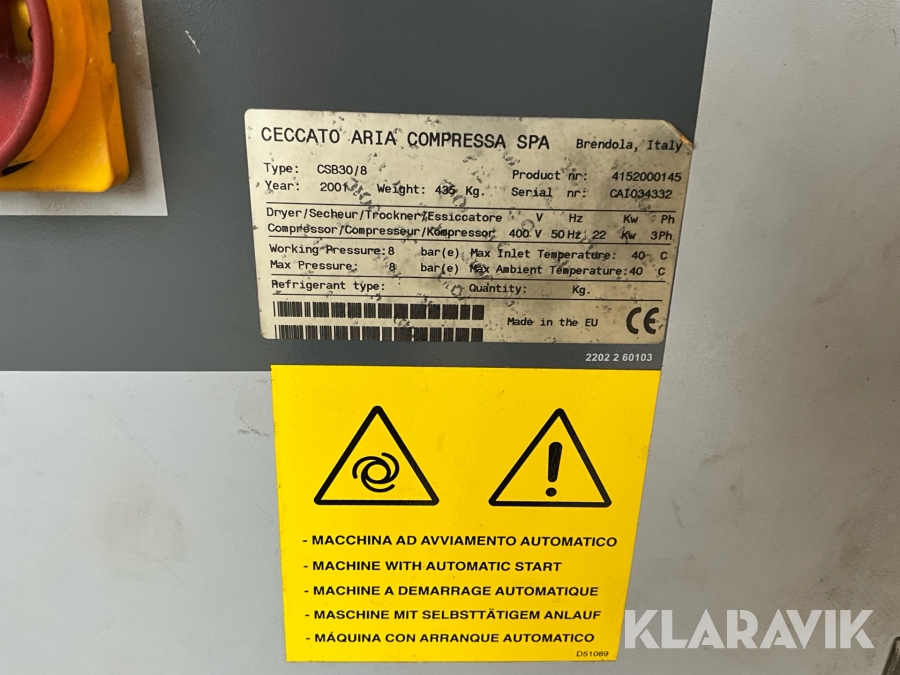 CECCATO ARIA COMPRESSA SPA Brendola, Italy
Type: CSB30/8 Product nr: 4152000145
Year: 2001 Weight: 435 Kg. Serial nr: CAI034332
Dryer/Secheur/Trockner/Essiccatore V Hz Kw Ph
Compressor/Compresseur/Kompressor 400 V 50 Hz 22 Kw 3Ph
Working Pressure:8 bar(e) Max Inlet Temperature: 40 C
Max Pressure: 8 bar(e) Max Ambient Temperature:40 C
Refrigerant type: Quantity: Kg.
Made in the EU CE
2202 2 60103
- MACCHINA AD AVVIAMENTO AUTOMATICO
- MACHINE WITH AUTOMATIC START
- MACHINE A DEMARRAGE AUTOMATIQUE
- MASCHINE MIT SELBSTTÄTIGEM ANLAUF
- MÁQUINA CON ARRANQUE AUTOMATICO
D51089
KLARAVIK